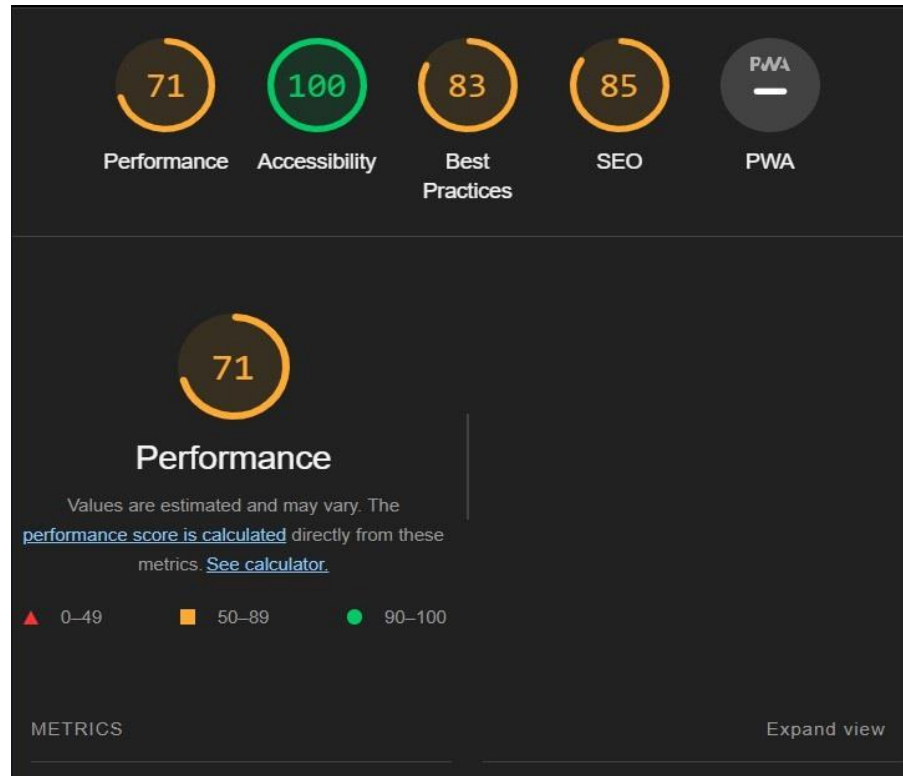 71
100
83
85
PWA
Performance
Accessibility
Best
Practices
SEO
PWA
71
Performance
Values are estimated and may vary. The
performance score is calculated directly from these
metrics. See calculator.
0–49
50–89
90–100
METRICS
Expand view